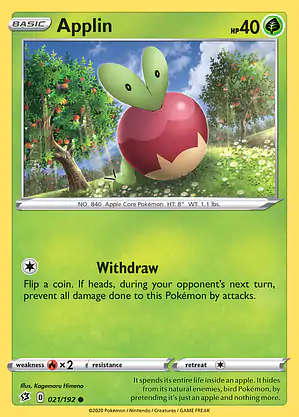 BASIC Applin HP40
NO. 840 Apple Core Pokémon HT: 8" WT: 1.1 lbs.
Withdraw
Flip a coin. If heads, during your opponent's next turn,
prevent all damage done to this Pokémon by attacks.
weakness ×2 resistance retreat
Illus. Kagemaru Himeno
D 021/192
It spends its entire life inside an apple. It hides
from its natural enemies, bird Pokémon, by
pretending it's just an apple and nothing more.
©2020 Pokémon / Nintendo / Creatures / GAME FREAK